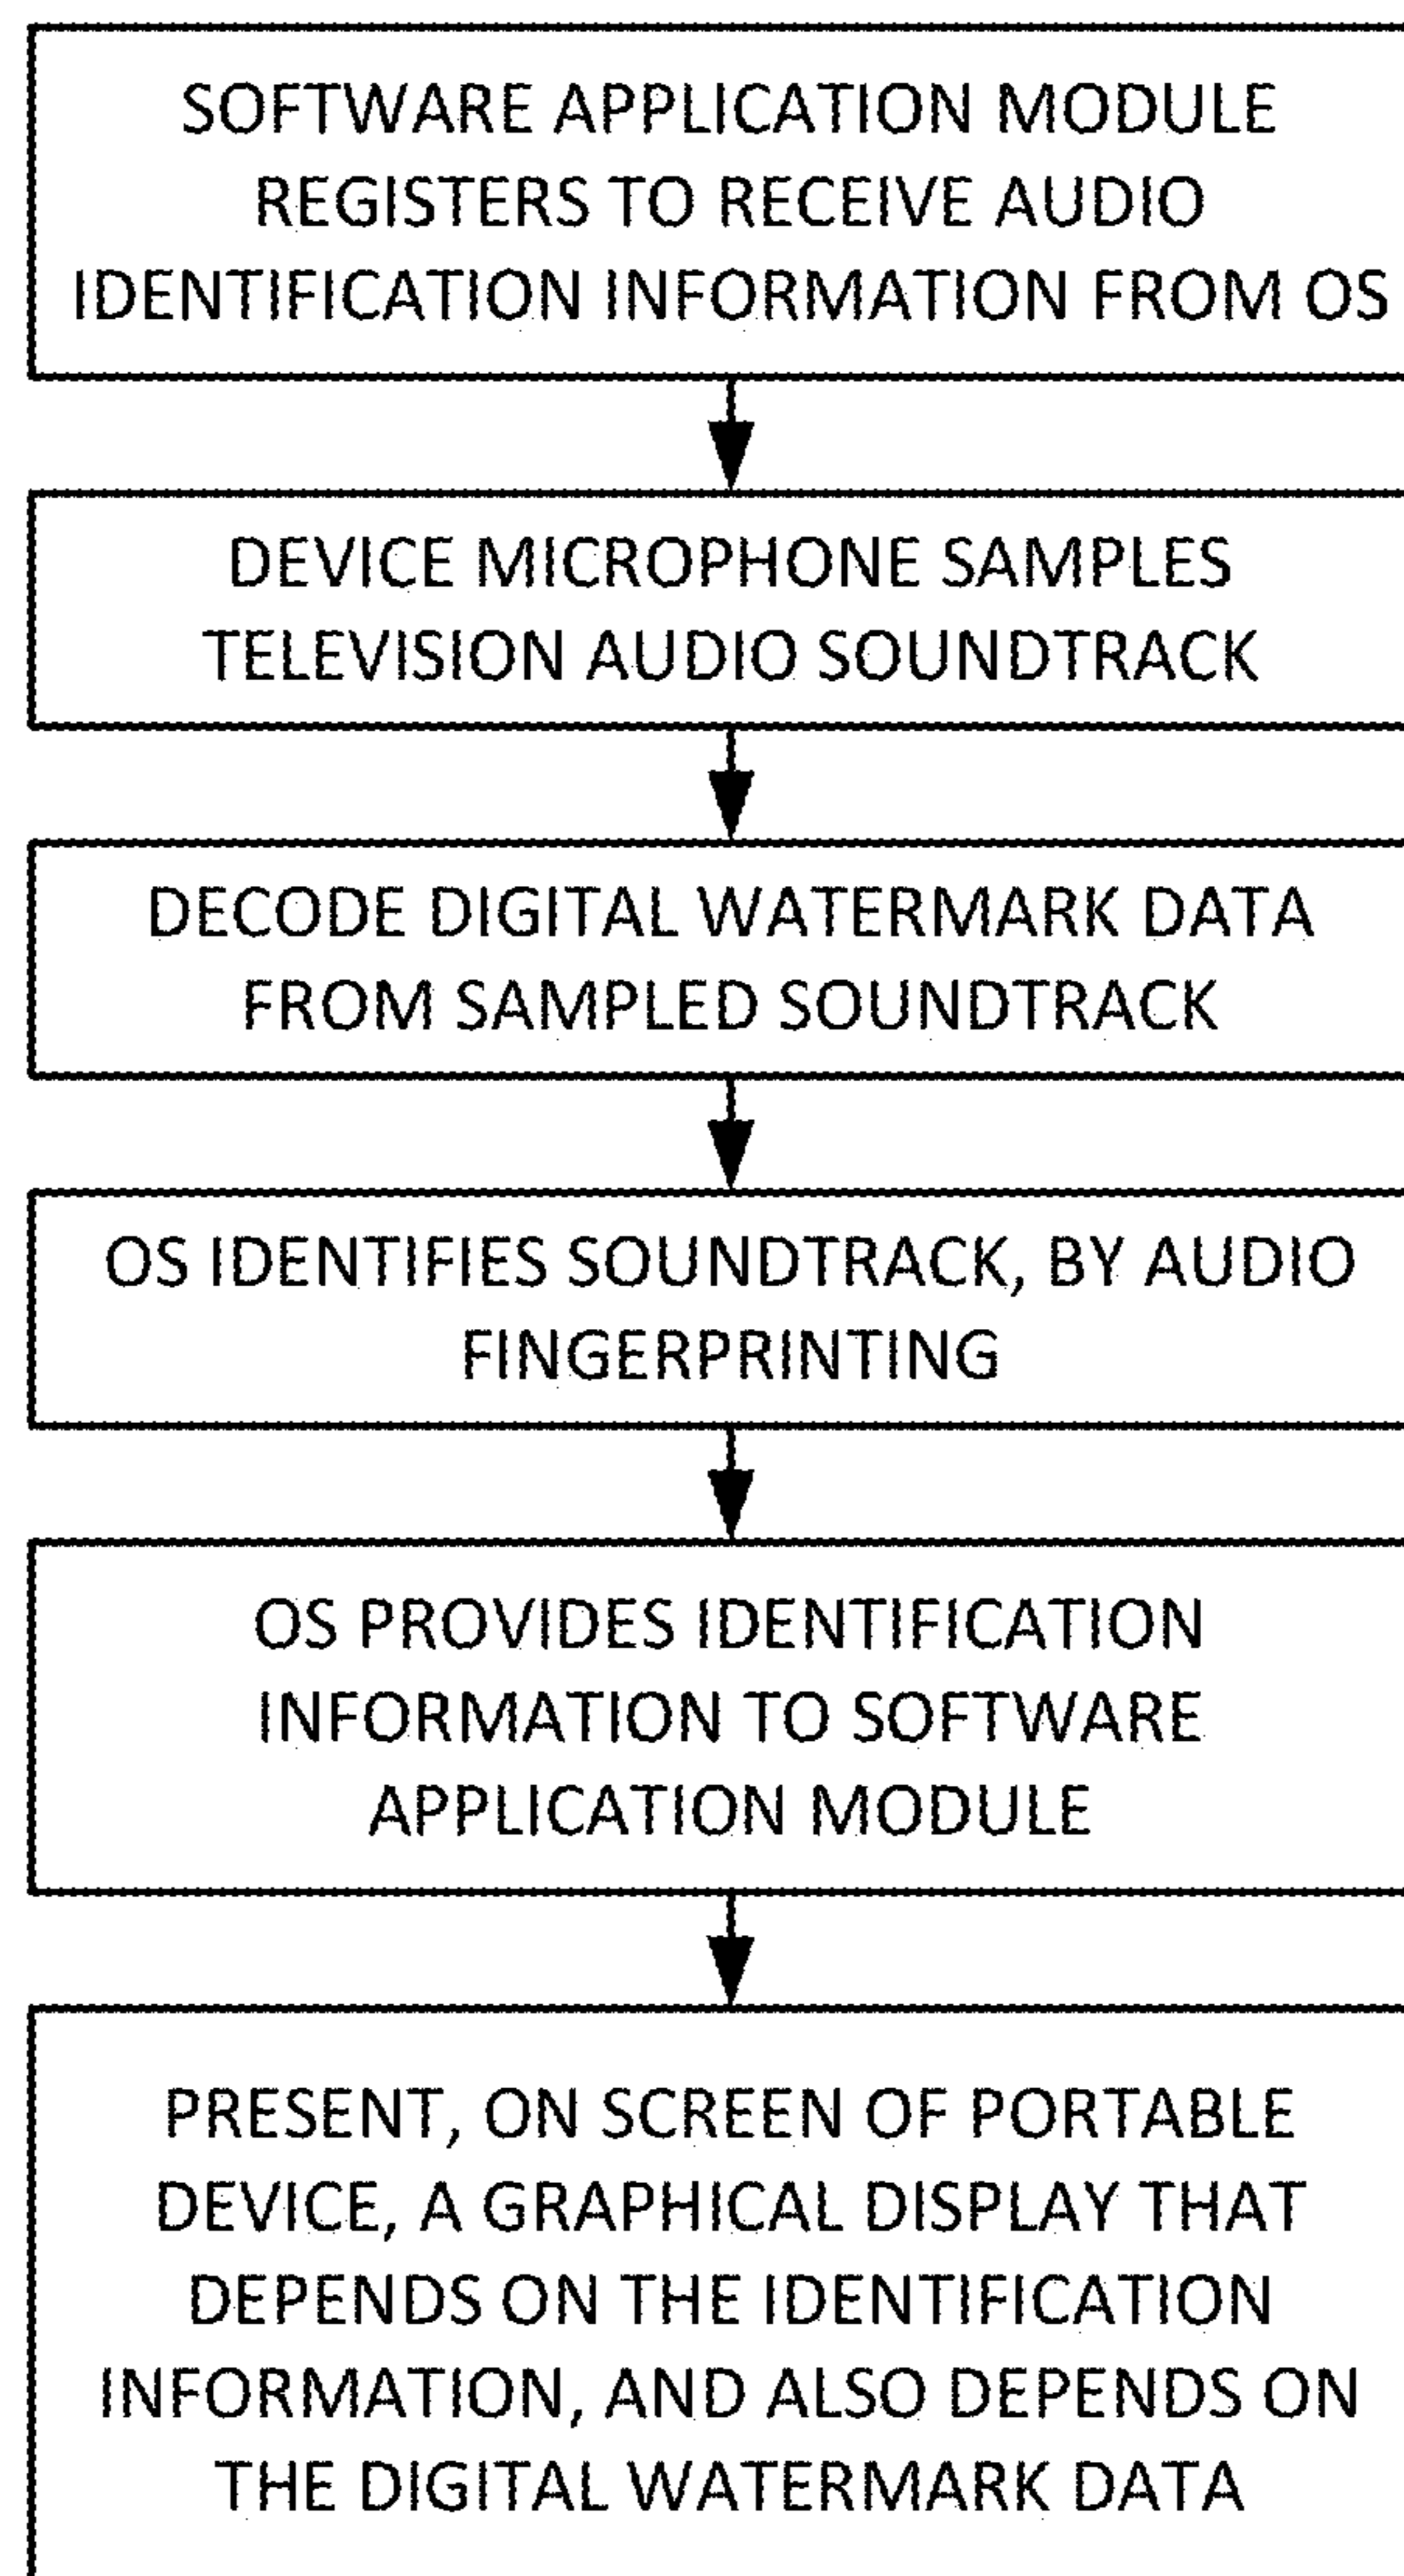 SOFTWARE APPLICATION MODULE
REGISTERS TO RECEIVE AUDIO
IDENTIFICATION INFORMATION FROM OS
DEVICE MICROPHONE SAMPLES
TELEVISION AUDIO SOUNDTRACK
DECODE DIGITAL WATERMARK DATA
FROM SAMPLED SOUNDTRACK
OS IDENTIFIES SOUNDTRACK, BY AUDIO
FINGERPRINTING
OS PROVIDES IDENTIFICATION
INFORMATION TO SOFTWARE
APPLICATION MODULE
PRESENT, ON SCREEN OF PORTABLE
DEVICE, A GRAPHICAL DISPLAY THAT
DEPENDS ON THE IDENTIFICATION
INFORMATION, AND ALSO DEPENDS ON
THE DIGITAL WATERMARK DATA